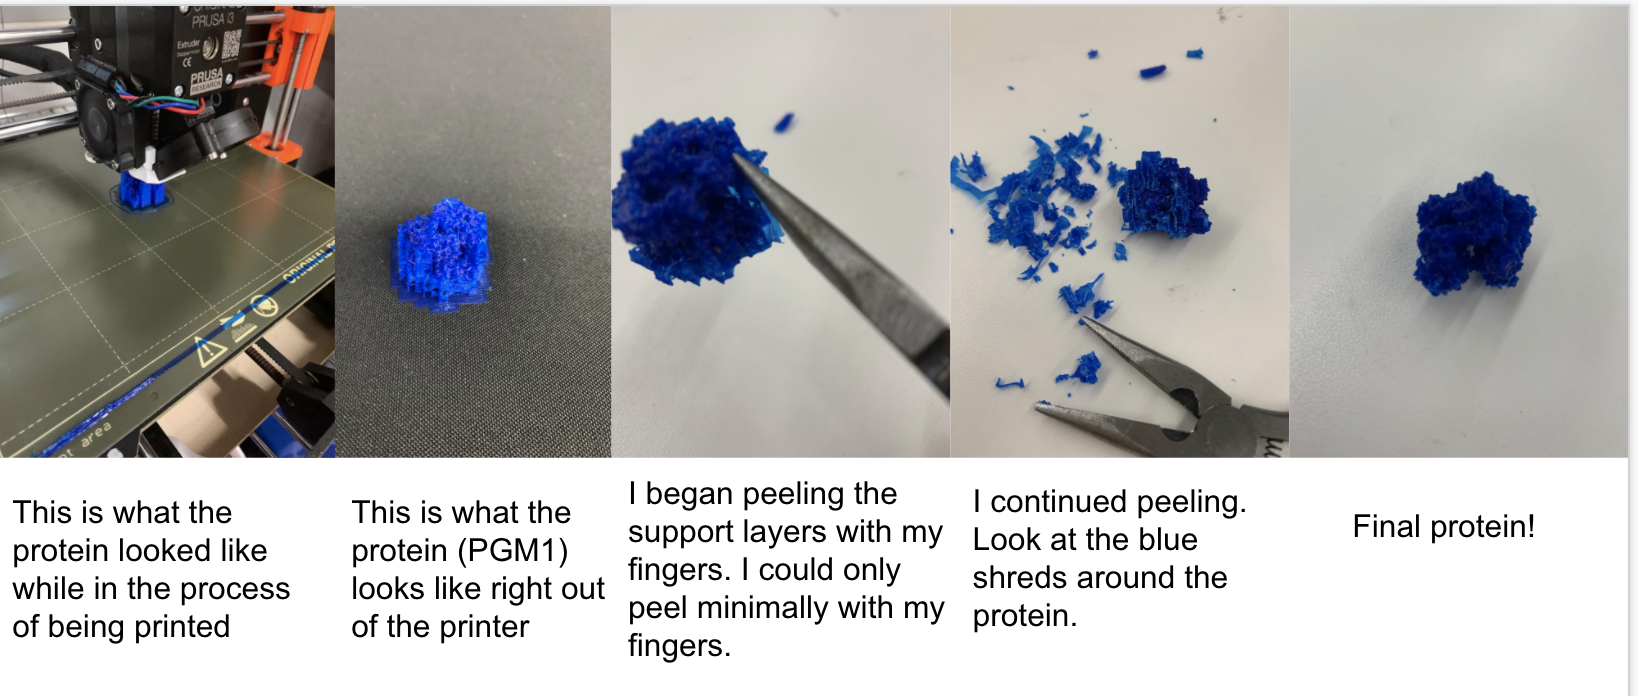 ORIGINAL
PRUSA i3
Extruder
CE
PRUSA
RESEARCH
ORIGINAL
area
This is what the
protein looked like
while in the process
of being printed
This is what the
protein (PGM1)
looks like right out
of the printer
I began peeling the
support layers with my
fingers. I could only
peel minimally with my
fingers.
I continued peeling.
Look at the blue
shreds around the
protein.
Final protein!